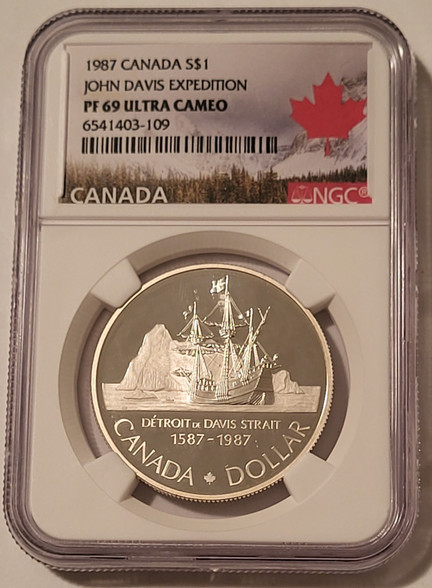 1987 CANADA S$1
JOHN DAVIS EXPEDITION
PF 69 ULTRA CAMEO
6541403-109
CANADA NGC®
DÉTROIT DE DAVIS STRAIT
1587-1987
CANADA DOLLAR